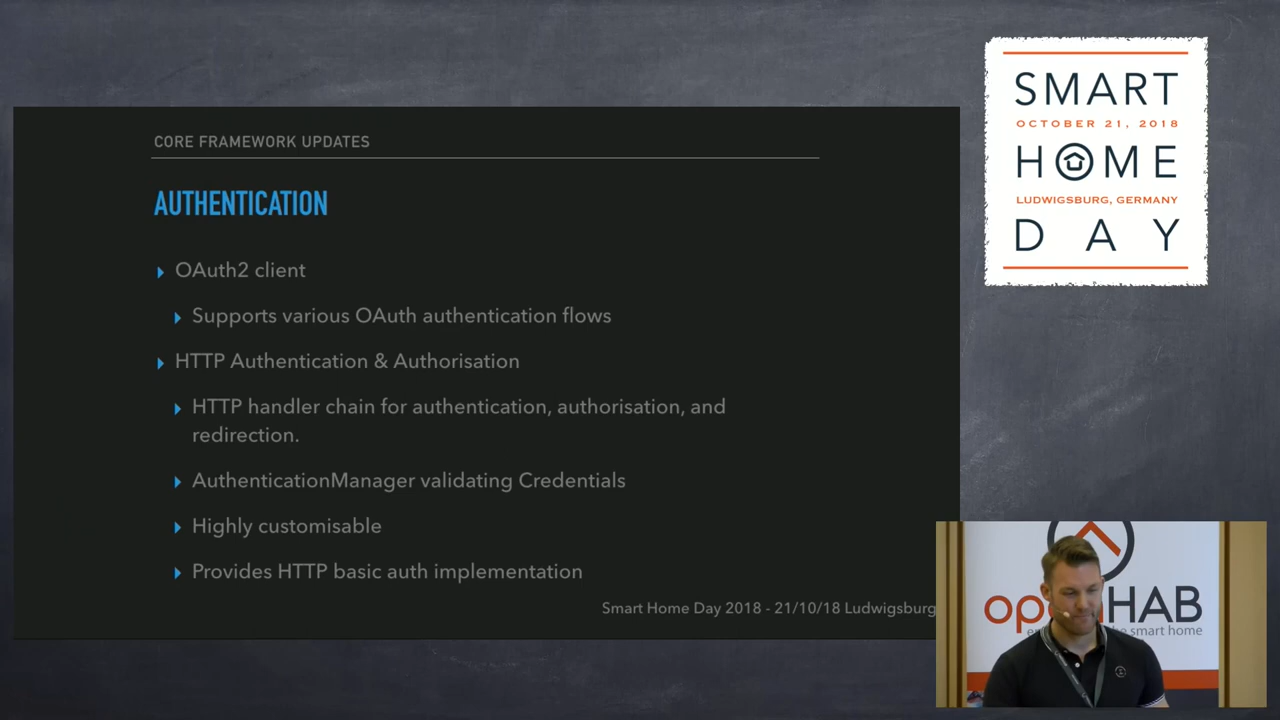 CORE FRAMEWORK UPDATES
AUTHENTICATION
OAuth2 client
Supports various OAuth authentication flows
HTTP Authentication & Authorisation
HTTP handler chain for authentication, authorisation, and
redirection.
AuthenticationManager validating Credentials
Highly customisable
Provides HTTP basic auth implementation
Smart Home Day 2018 - 21/10/18 Ludwigsburg
SMART
OCTOBER 21, 2018
HOME
LUDWIGSBURG, GERMANY
DAY
openHAB
smart home